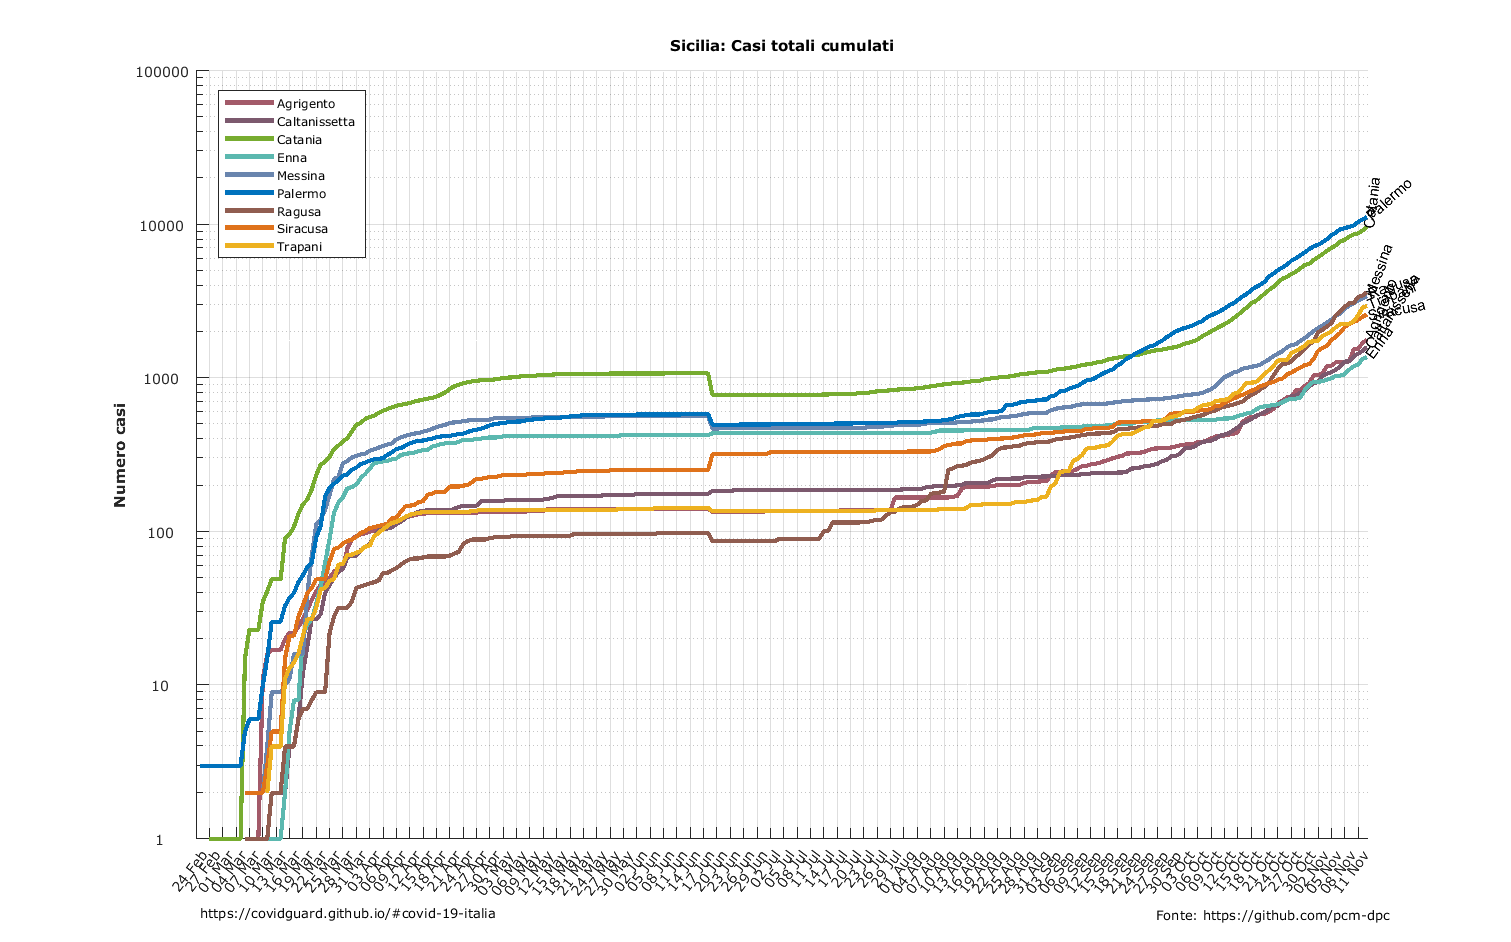 Sicilia: Casi totali cumulati
Numero casi
100000
10000
1000
100
10
1
Agrigento
Caltanissetta
Catania
Enna
Messina
Palermo
Ragusa
Siracusa
Trapani
Catania
Palermo
Messina
Ragusa
Trapani
Siracusa
Agrigento
Caltanissetta
Enna
24 Feb
27 Feb
01 Mar
04 Mar
07 Mar
10 Mar
13 Mar
16 Mar
19 Mar
22 Mar
25 Mar
28 Mar
31 Mar
03 Apr
06 Apr
09 Apr
12 Apr
15 Apr
18 Apr
21 Apr
24 Apr
27 Apr
30 Apr
03 May
06 May
09 May
12 May
15 May
18 May
21 May
24 May
27 May
30 May
02 Jun
05 Jun
08 Jun
11 Jun
14 Jun
17 Jun
20 Jun
23 Jun
26 Jun
29 Jun
02 Jul
05 Jul
08 Jul
11 Jul
14 Jul
17 Jul
20 Jul
23 Jul
26 Jul
29 Jul
01 Aug
04 Aug
07 Aug
10 Aug
13 Aug
16 Aug
19 Aug
22 Aug
25 Aug
28 Aug
31 Aug
03 Sep
06 Sep
09 Sep
12 Sep
15 Sep
18 Sep
21 Sep
24 Sep
27 Sep
30 Sep
03 Oct
06 Oct
09 Oct
12 Oct
15 Oct
18 Oct
21 Oct
24 Oct
27 Oct
30 Oct
02 Nov
05 Nov
08 Nov
11 Nov
https://covidguard.github.io/#covid-19-italia
Fonte: https://github.com/pcm-dpc